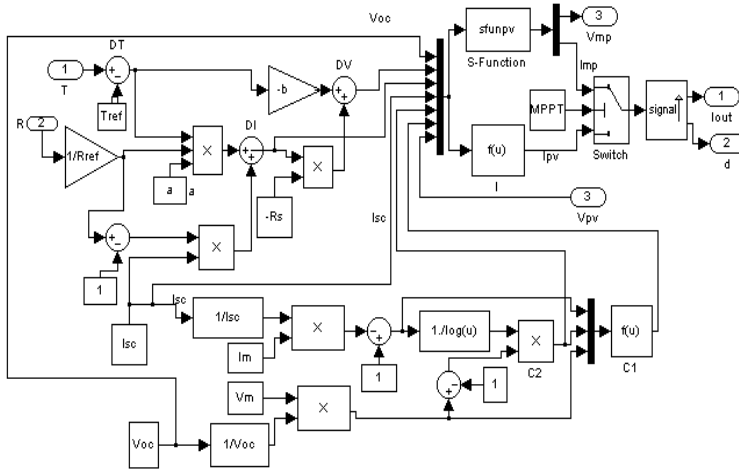 Voc
sfunpv
S-Function
3
Vmp
DT
1
T
+
−
Tref
-b
DV
+
+
Imp
MPPT
Switch
signal
1
Iout
2
d
R
2
1/Rref
a
a
×
DI
+
+
×
-Rs
f(u)
I
Ipv
3
Vpv
+
−
1
×
Isc
Isc
Isc
1/Isc
Im
×
−
+
1
1./log(u)
×
C2
f(u)
C1
Vm
×
+
−
1
Voc
1/Voc